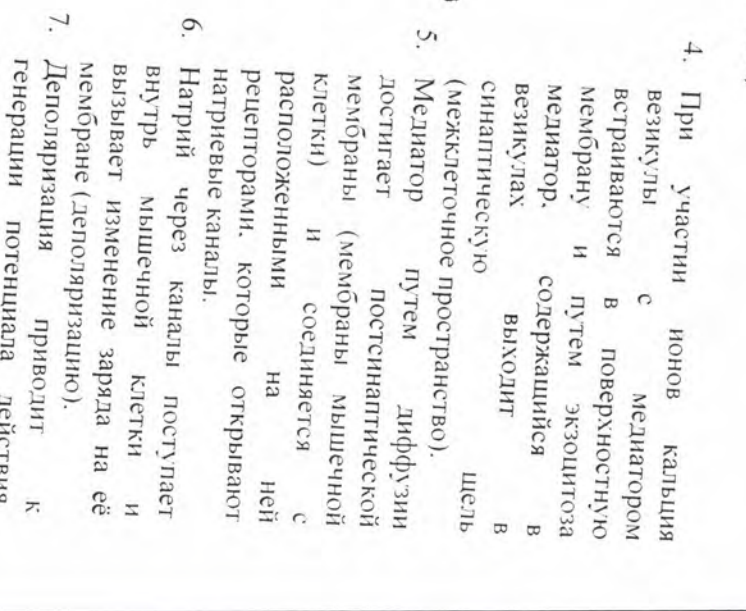 4. При участии ионов кальция
везикулы с медиатором
встраиваются в поверхностную
мембрану и путем экзоцитоза
медиатор, содержащийся в
везикулах выходит в
синаптическую щель
(межклеточное пространство).
5. Медиатор путем диффузии
достигает постсинаптической
мембраны (мембраны мышечной
клетки) и соединяется с
расположенными на ней
рецепторами, которые открывают
натриевые каналы.
6. Натрий через каналы поступает
внутрь мышечной клетки и
вызывает изменение заряда на её
мембране (деполяризацию).
7. Деполяризация приводит к
генерации потенциала действия